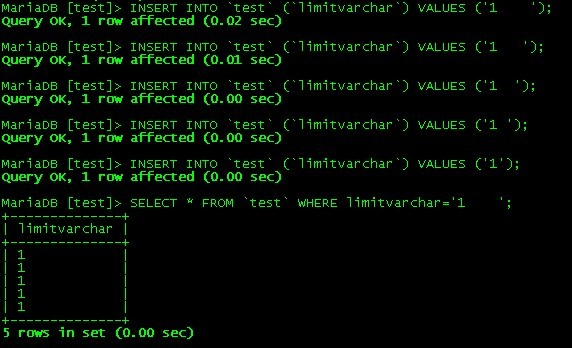 MariaDB [test]> INSERT INTO `test` (`limitvarchar`) VALUES ('1    ');
Query OK, 1 row affected (0.02 sec)
MariaDB [test]> INSERT INTO `test` (`limitvarchar`) VALUES ('1   ');
Query OK, 1 row affected (0.01 sec)
MariaDB [test]> INSERT INTO `test` (`limitvarchar`) VALUES ('1  ');
Query OK, 1 row affected (0.00 sec)
MariaDB [test]> INSERT INTO `test` (`limitvarchar`) VALUES ('1 ');
Query OK, 1 row affected (0.00 sec)
MariaDB [test]> INSERT INTO `test` (`limitvarchar`) VALUES ('1');
Query OK, 1 row affected (0.00 sec)
MariaDB [test]> SELECT * FROM `test` WHERE limitvarchar='1    ';
+--------------+
| limitvarchar |
+--------------+
| 1            |
| 1            |
| 1            |
| 1            |
| 1            |
+--------------+
5 rows in set (0.00 sec)